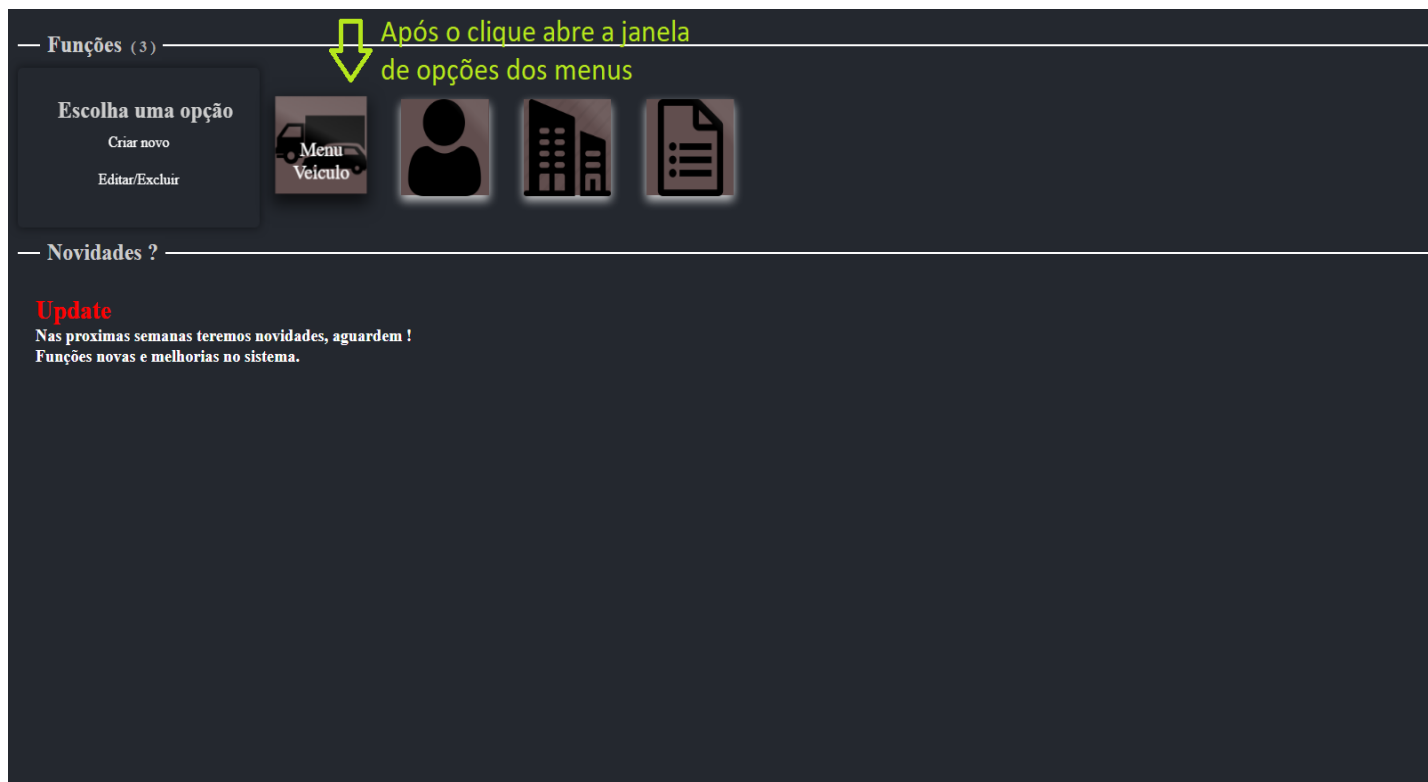 Funções (3)
Após o clique abre a janela
de opções dos menus
Escolha uma opção
Criar novo
Editar/Excluir
Menu
Veiculo
Novidades ?
Update
Nas proximas semanas teremos novidades, aguardem !
Funções novas e melhorias no sistema.